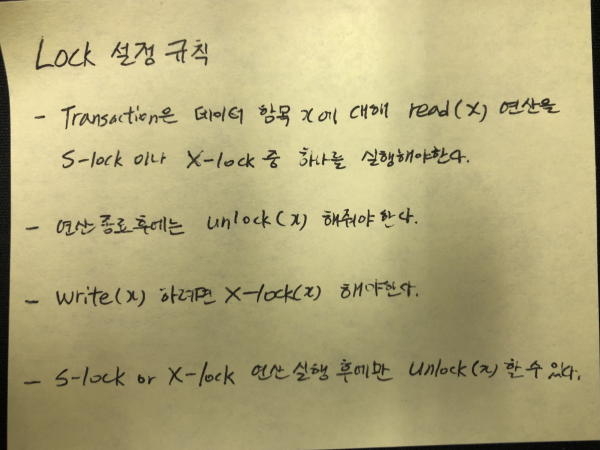 Lock 설정 규칙
- Transaction은 데이터 항목 x에 대해 read(x) 연산을
S-lock 이나 X-lock 중 하나를 실행해야한다.
- 연산 종료 후에는 unlock(x) 해줘야 한다.
- write(x) 하려면 X-lock(x) 해야한다.
- S-lock or X-lock 연산 실행 후에만 unlock(x) 할 수 있다.